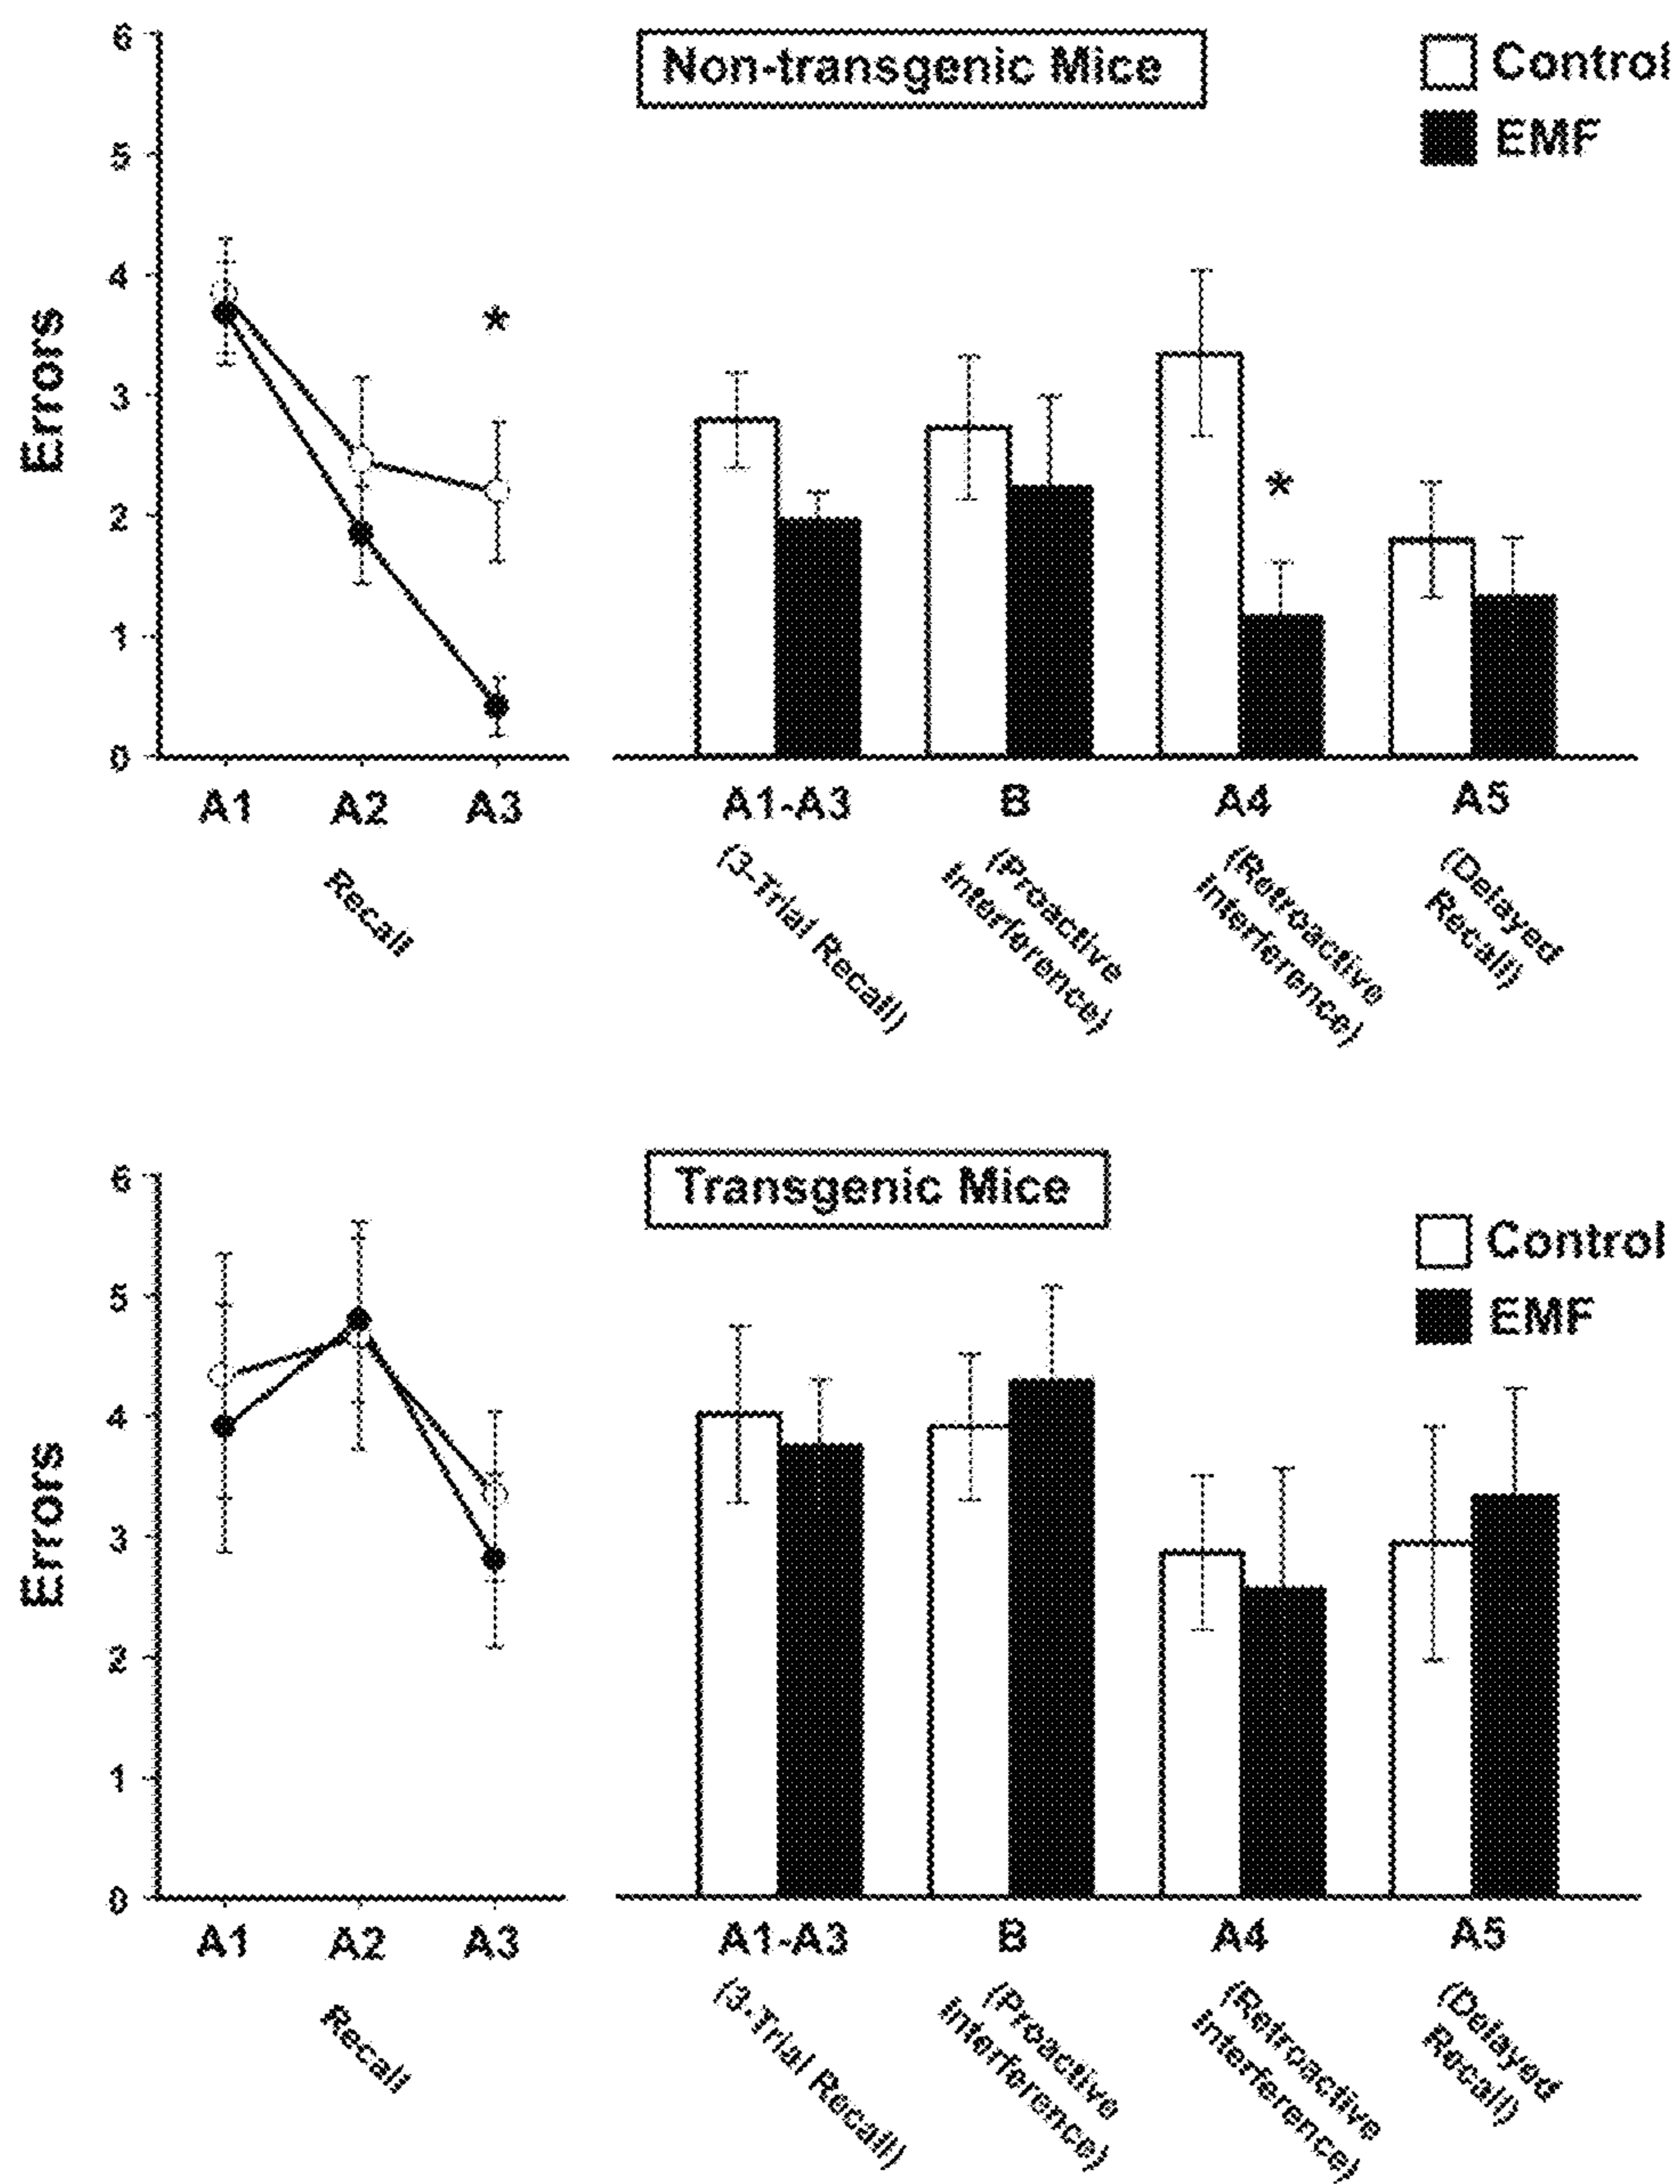 Non-transgenic Mice
Control
EMF
6
5
4
3
2
1
0
Errors
*
*
A1 A2 A3
Recall
A1-A3 B A4 A5
(3-Trial Recall)
(Proactive
Interference)
(Retroactive
interference)
(Delayed
Recall)
Transgenic Mice
Control
EMF
6
5
4
3
2
1
0
Errors
A1 A2 A3
Recall
A1-A3 B A4 A5
(3-Trial Recall)
(Proactive
interference)
(Retroactive
interference)
(Delayed
Recall)